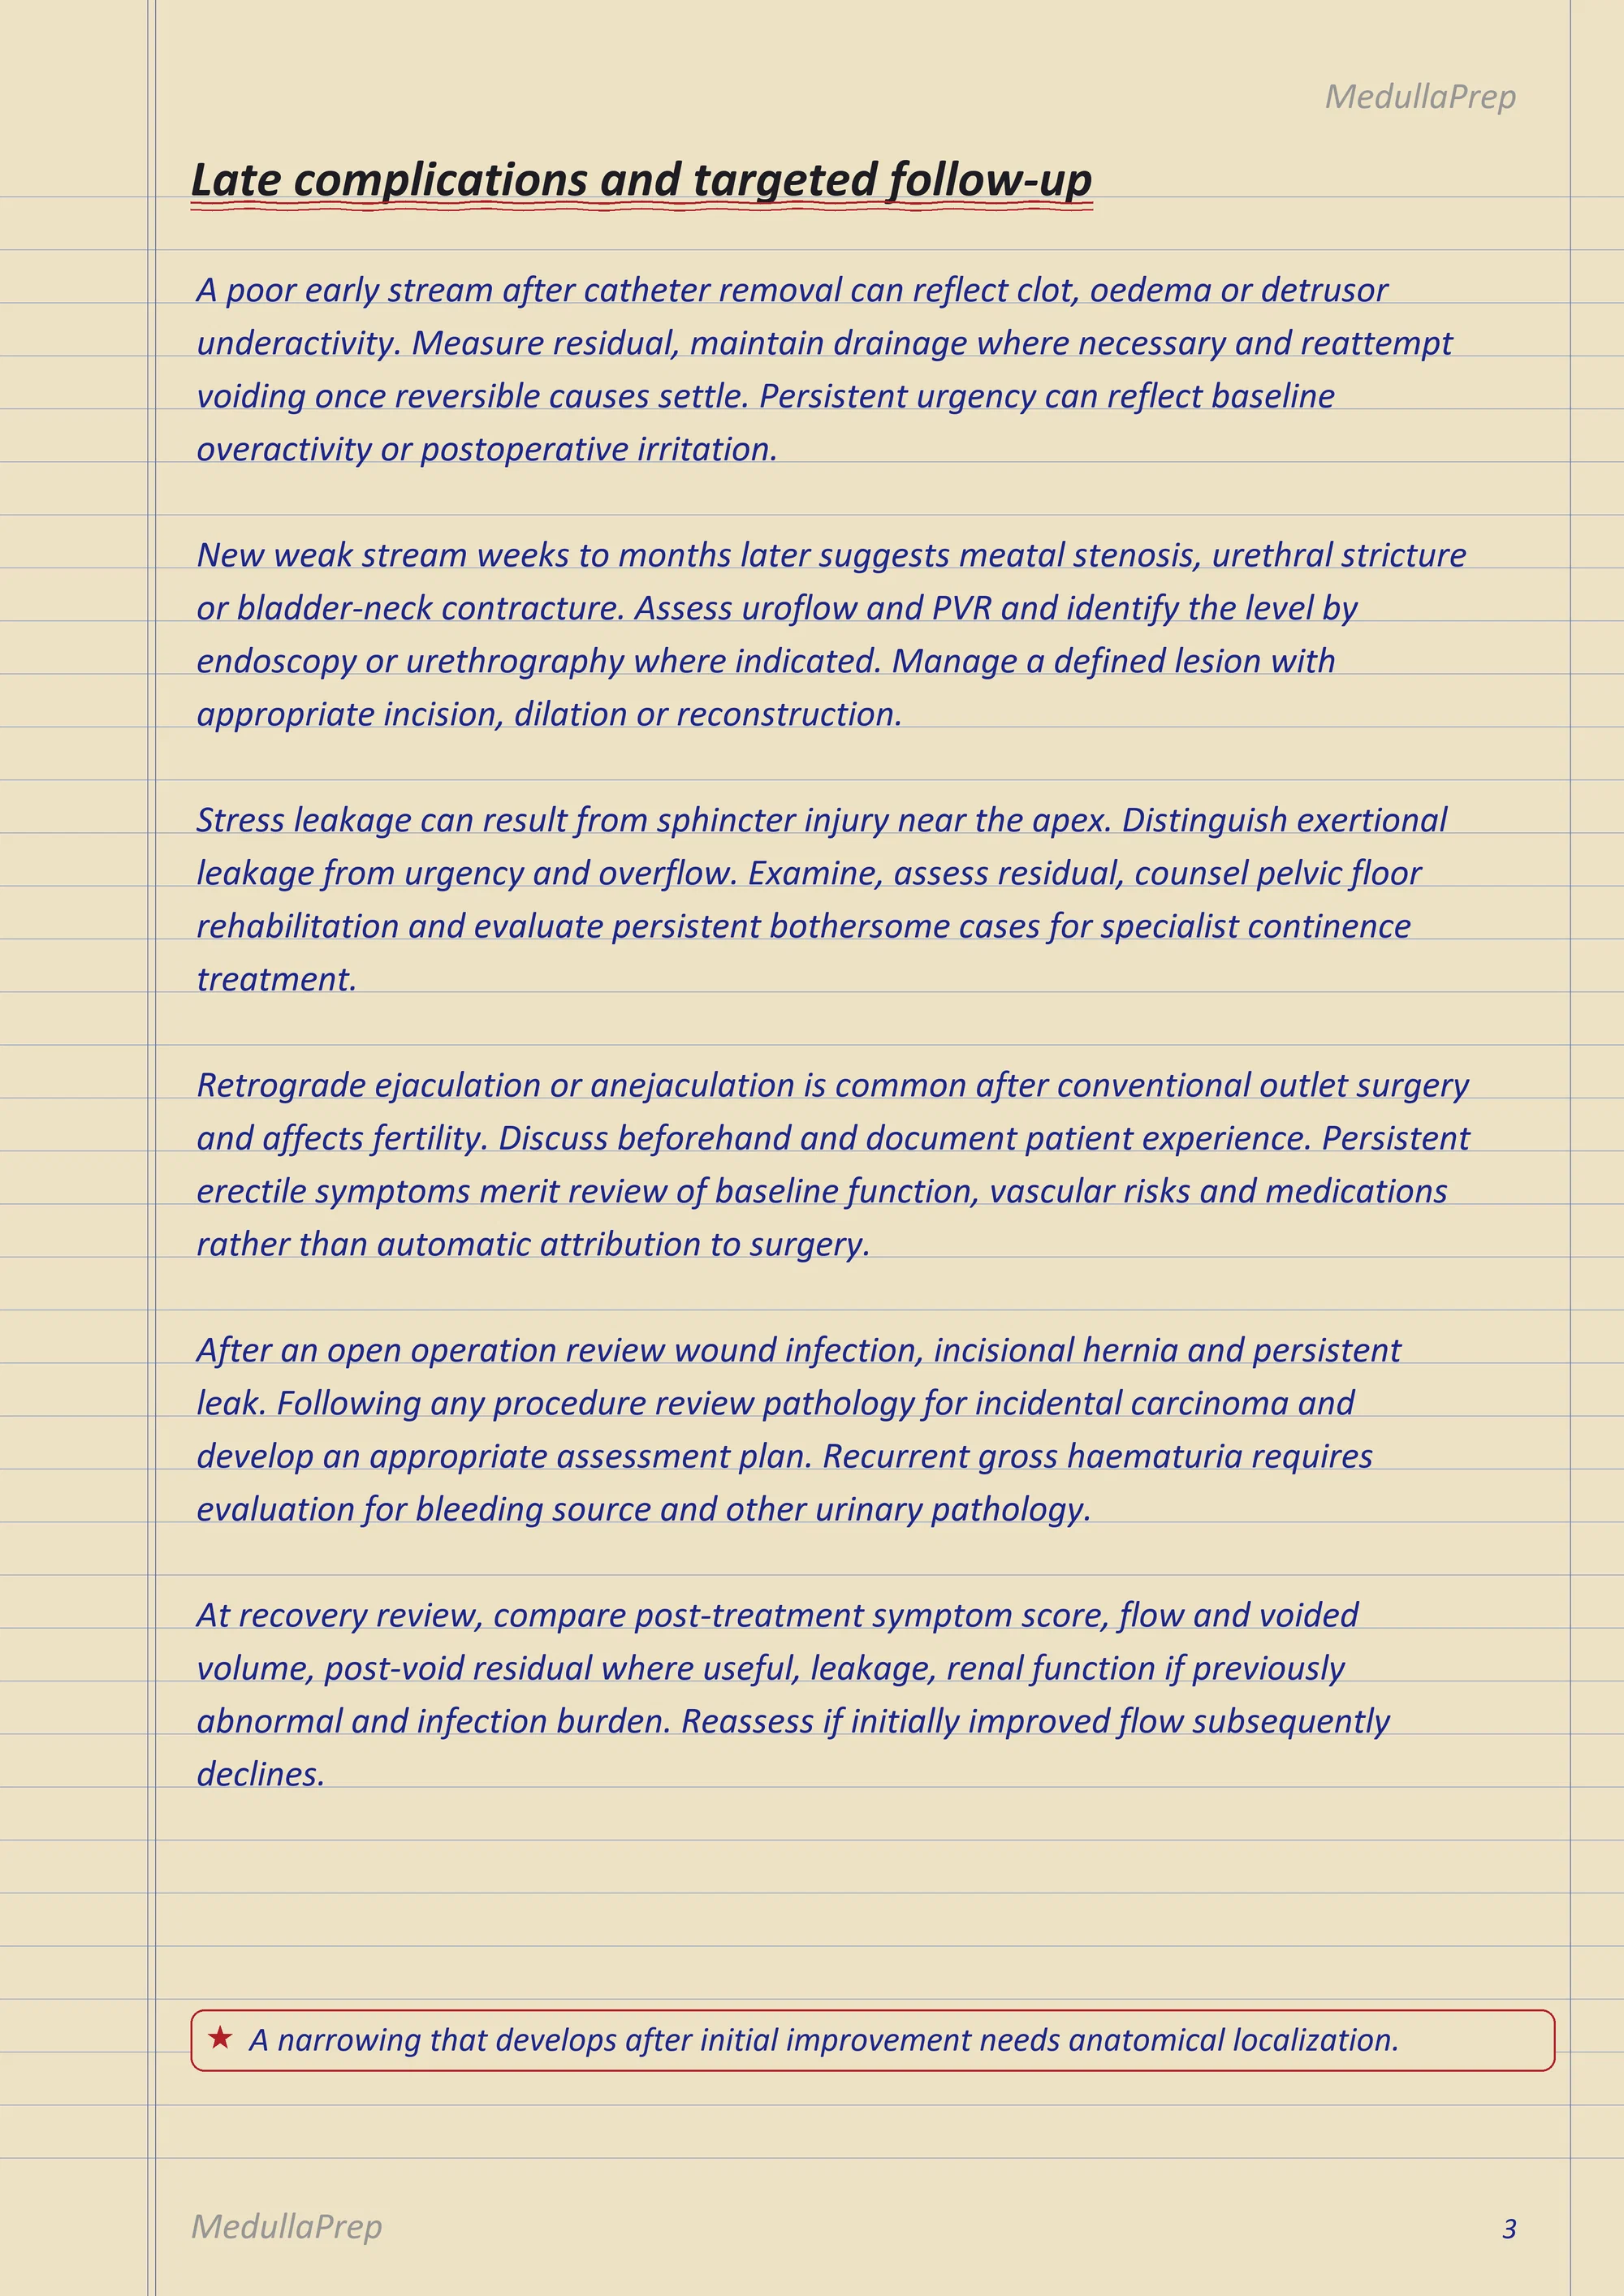 MedullaPrep
Late complications and targeted follow-up
A poor early stream after catheter removal can reflect clot, oedema or detrusor
underactivity. Measure residual, maintain drainage where necessary and reattempt
voiding once reversible causes settle. Persistent urgency can reflect baseline
overactivity or postoperative irritation.
New weak stream weeks to months later suggests meatal stenosis, urethral stricture
or bladder-neck contracture. Assess uroflow and PVR and identify the level by
endoscopy or urethrography where indicated. Manage a defined lesion with
appropriate incision, dilation or reconstruction.
Stress leakage can result from sphincter injury near the apex. Distinguish exertional
leakage from urgency and overflow. Examine, assess residual, counsel pelvic floor
rehabilitation and evaluate persistent bothersome cases for specialist continence
treatment.
Retrograde ejaculation or anejaculation is common after conventional outlet surgery
and affects fertility. Discuss beforehand and document patient experience. Persistent
erectile symptoms merit review of baseline function, vascular risks and medications
rather than automatic attribution to surgery.
After an open operation review wound infection, incisional hernia and persistent
leak. Following any procedure review pathology for incidental carcinoma and
develop an appropriate assessment plan. Recurrent gross haematuria requires
evaluation for bleeding source and other urinary pathology.
At recovery review, compare post-treatment symptom score, flow and voided
volume, post-void residual where useful, leakage, renal function if previously
abnormal and infection burden. Reassess if initially improved flow subsequently
declines.
★ A narrowing that develops after initial improvement needs anatomical localization.
MedullaPrep
3